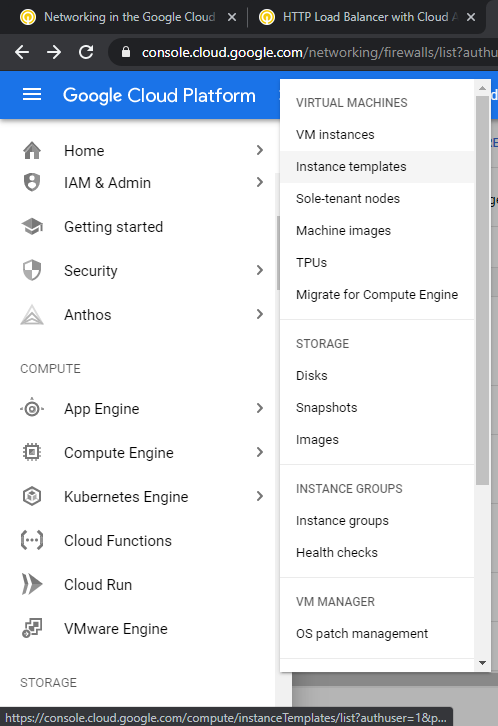 Networking in the Google Cloud
HTTP Load Balancer with Cloud A
console.cloud.google.com/networking/firewalls/list?authu
Google Cloud Platform
Home
IAM & Admin
Getting started
Security
Anthos
COMPUTE
App Engine
Compute Engine
Kubernetes Engine
Cloud Functions
Cloud Run
VMware Engine
STORAGE
VIRTUAL MACHINES
VM instances
Instance templates
Sole-tenant nodes
Machine images
TPUs
Migrate for Compute Engine
STORAGE
Disks
Snapshots
Images
INSTANCE GROUPS
Instance groups
Health checks
VM MANAGER
OS patch management
https://console.cloud.google.com/compute/instanceTemplates/list?authuser=1&p...